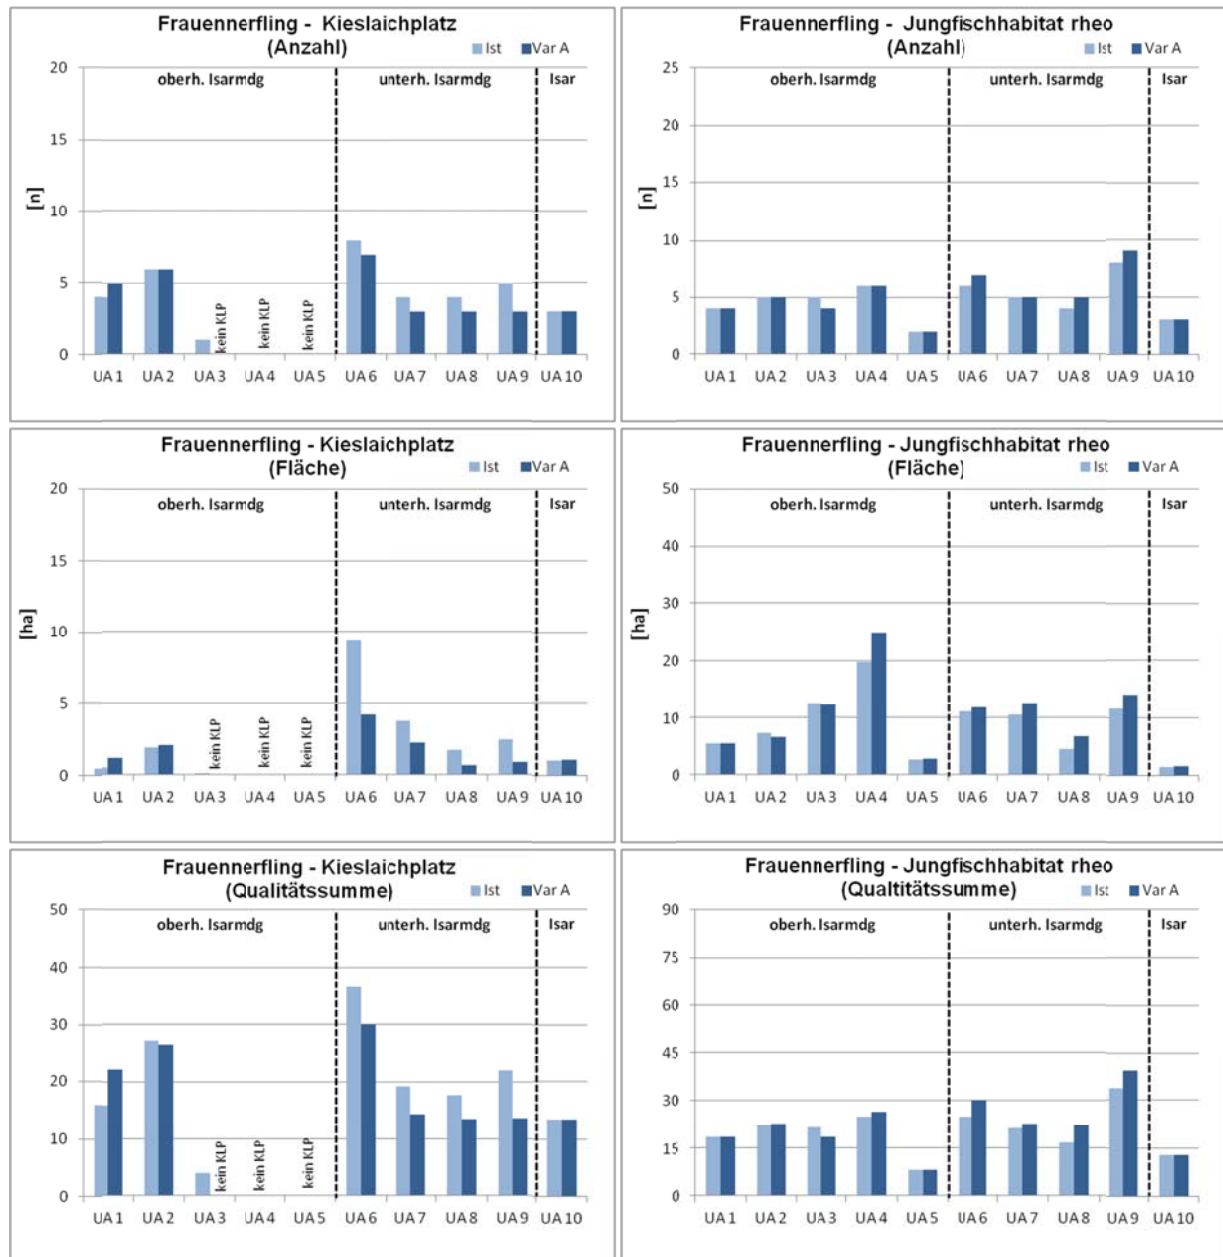 Frauennerfling - Kieslaichplatz
(Anzahl)
Ist Var A
oberh. Isarmdg unterh. Isarmdg Isar
20
15
10
5
0
[n]
kein KLP
kein KLP
kein KLP
UA 1 UA 2 UA 3 UA 4 UA 5 UA 6 UA 7 UA 8 UA 9 UA 10
Frauennerfling - Jungfischhabitat rheo
(Anzahl)
Ist Var A
oberh. Isarmdg unterh. Isarmdg Isar
25
20
15
10
5
0
[n]
UA 1 UA 2 UA 3 UA 4 UA 5 UA 6 UA 7 UA 8 UA 9 UA 10
Frauennerfling - Kieslaichplatz
(Fläche)
Ist Var A
oberh. Isarmdg unterh. Isarmdg Isar
20
15
10
5
0
[ha]
kein KLP
kein KLP
kein KLP
UA 1 UA 2 UA 3 UA 4 UA 5 UA 6 UA 7 UA 8 UA 9 UA 10
Frauennerfling - Jungfischhabitat rheo
(Fläche)
Ist Var A
oberh. Isarmdg unterh. Isarmdg Isar
50
40
30
20
10
0
[ha]
UA 1 UA 2 UA 3 UA 4 UA 5 UA 6 UA 7 UA 8 UA 9 UA 10
Frauennerfling - Kieslaichplatz
(Qualitätssumme)
Ist Var A
oberh. Isarmdg unterh. Isarmdg Isar
50
40
30
20
10
0
kein KLP
kein KLP
kein KLP
UA 1 UA 2 UA 3 UA 4 UA 5 UA 6 UA 7 UA 8 UA 9 UA 10
Frauennerfling - Jungfischhabitat rheo
(Qualtitätssumme)
Ist Var A
oberh. Isarmdg unterh. Isarmdg Isar
90
75
60
45
30
15
0
UA 1 UA 2 UA 3 UA 4 UA 5 UA 6 UA 7 UA 8 UA 9 UA 10